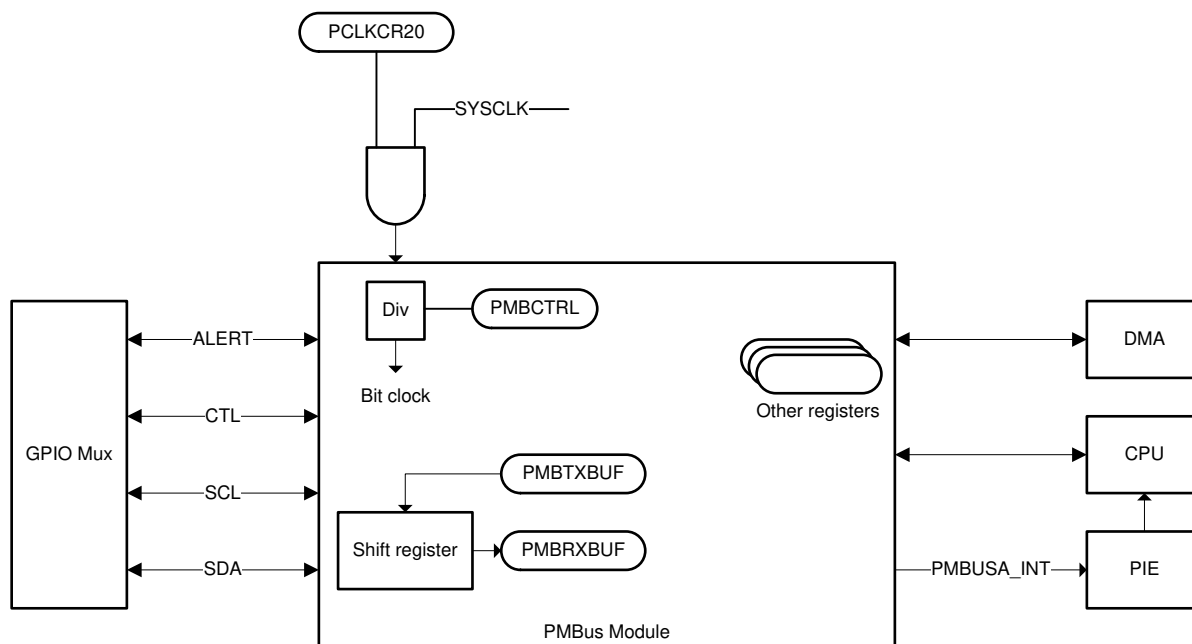 PCLKCR20
SYSCLK
Div
PMBCTRL
Bit clock
Other registers
GPIO Mux
ALERT
CTL
SCL
SDA
PMBTXBUF
Shift register
PMBRXBUF
PMBus Module
DMA
CPU
PMBUSA_INT
PIE